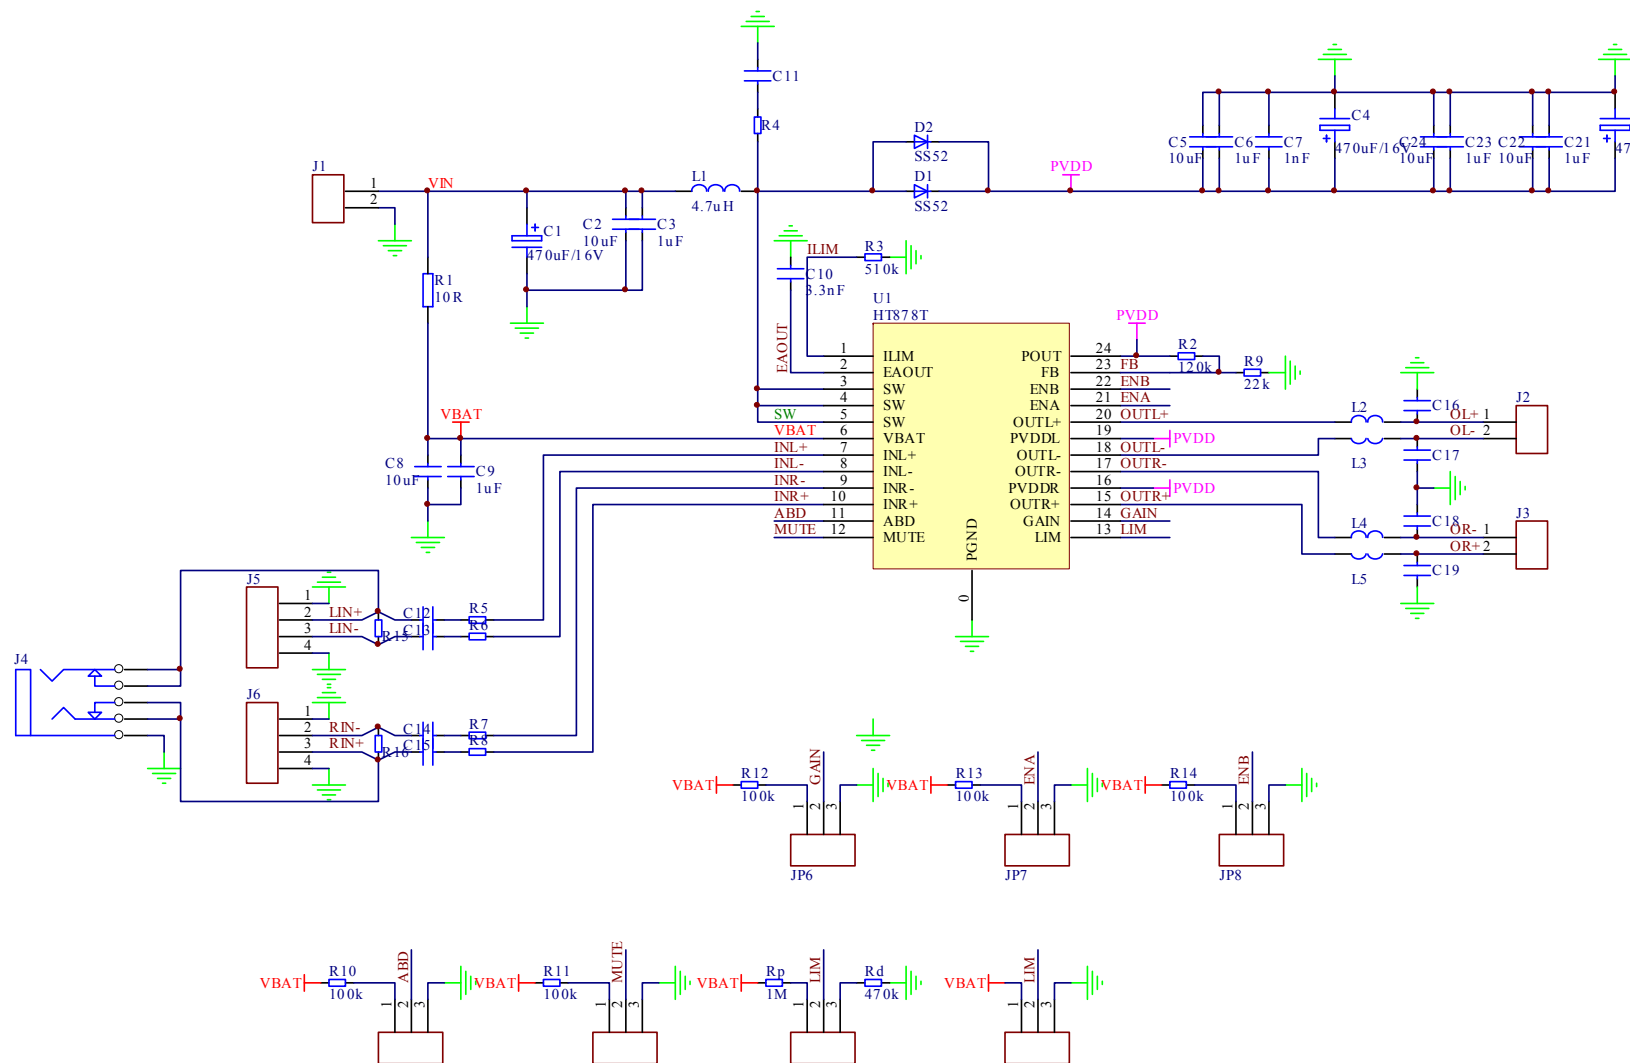 C11
R4
D2
SS52
D1
SS52
PVDD
C5
10uF
C6
1uF
C7
1nF
C4
470uF/16V
C24
10uF
C23
1uF
C22
10uF
C21
1uF
47
J1
1
2
VIN
L1
4.7uH
C1
470uF/16V
C2
10uF
C3
1uF
R1
10R
ILIM
R3
510k
C10
3.3nF
EAOUT
U1
HT878T
1 ILIM
2 EAOUT
3 SW
4 SW
SW 5 SW
VBAT 6 VBAT
INL+ 7 INL+
INL- 8 INL-
INR- 9 INR-
INR+ 10 INR+
ABD 11 ABD
MUTE 12 MUTE
POUT 24
FB 23 FB
ENB 22 ENB
ENA 21 ENA
OUTL+ 20 OUTL+
PVDDL 19 PVDD
OUTL- 18 OUTL-
OUTR- 17 OUTR-
PVDDR 16 PVDD
OUTR+ 15 OUTR+
GAIN 14 GAIN
LIM 13 LIM
PGND
0
PVDD
R2
120k
R9
22k
VBAT
C8
10uF
C9
1uF
L2
L3
C16
C17
OL+ 1
OL- 2
J2
L4
L5
C18
C19
OR- 1
OR+ 2
J3
J5
1
2 LIN+
3 LIN-
4
R15
C12
C13
R5
R6
J4
J6
1
2 RIN-
3 RIN+
4
R16
C14
C15
R7
R8
VBAT
R12
100k
GAIN
1 2 3
JP6
VBAT
R13
100k
ENA
1 2 3
JP7
VBAT
R14
100k
ENB
1 2 3
JP8
VBAT
R10
100k
ABD
1 2 3
VBAT
R11
100k
MUTE
1 2 3
VBAT
Rp
1M
LIM
Rd
470k
1 2 3
VBAT
LIM
1 2 3